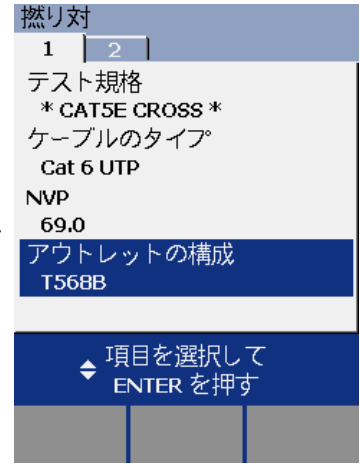 撚り対
1 2
テスト規格
* CAT5E CROSS *
ケーブルのタイプ
Cat 6 UTP
NVP
69.0
アウトレットの構成
T568B
項目を選択して
ENTER を押す